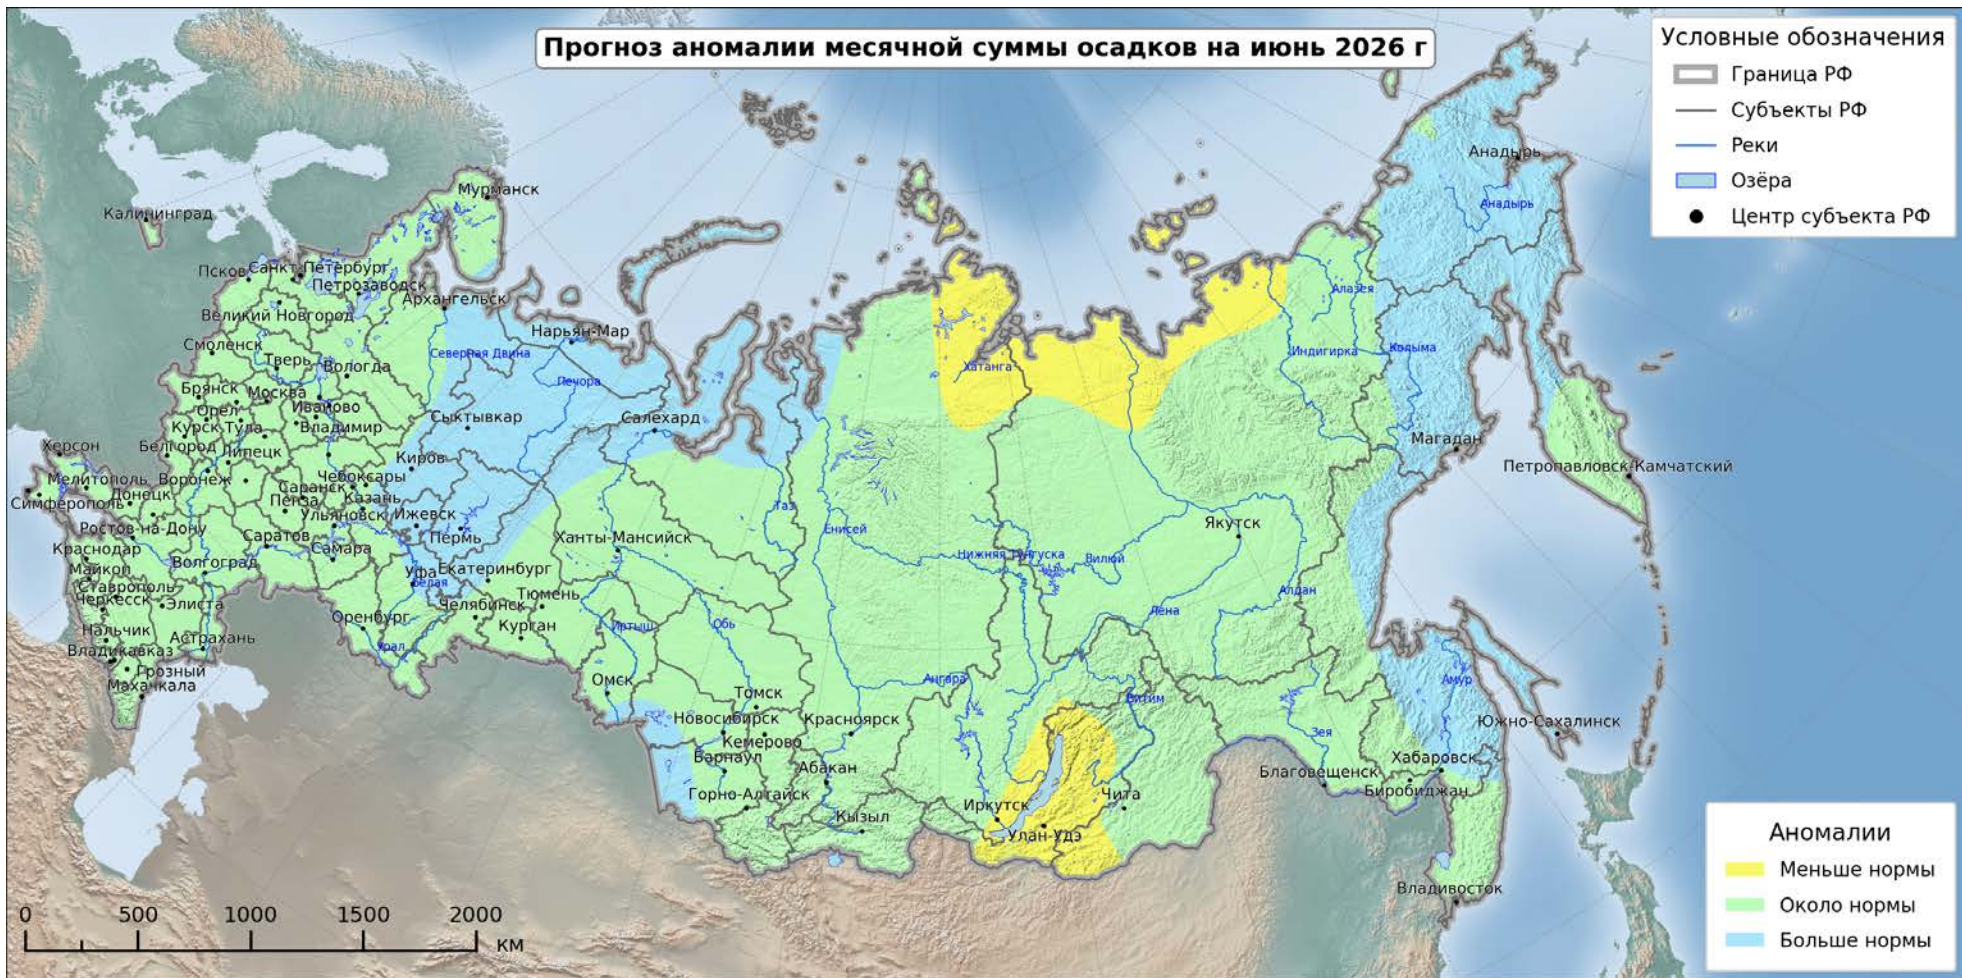 Прогноз аномалии месячной суммы осадков на июнь 2026 г
Условные обозначения
Граница РФ
Субъекты РФ
Реки
Озёра
Центр субъекта РФ
Анадырь
Анадырь
Мурманск
Калининград
Псков
Санкт-Петербург
Петрозаводск
Архангельск
Великий Новгород
Нарьян-Мар
Смоленск
Тверь
Вологда
Северная Двина
Печора
Хатанга
Алазея
Индигирка
Колыма
Брянск
Москва
Иваново
Орел
Владимир
Курск
Тула
Сыктывкар
Салехард
Магадан
Херсон
Белгород
Липецк
Киров
Петропавловск-Камчатский
Мелитополь
Воронеж
Чебоксары
Саранск
Казань
Симферополь
Донецк
Пенза
Ульяновск
Ижевск
Пермь
Таз
Енисей
Якутск
Ростов-на-Дону
Саратов
Самара
Ханты-Мансийск
Нижняя Тунгуска
Вилюй
Краснодар
Волгоград
Майкоп
Уфа
Белая
Екатеринбург
Ставрополь
Черкесск
Элиста
Челябинск
Тюмень
Алдан
Лена
Нальчик
Астрахань
Оренбург
Курган
Иртыш
Обь
Владикавказ
Урал
Грозный
Махачкала
Омск
Томск
Ангара
Витим
Амур
Новосибирск
Красноярск
Южно-Сахалинск
Кемерово
Зея
Барнаул
Абакан
Хабаровск
Благовещенск
Биробиджан
Горно-Алтайск
Кызыл
Иркутск
Чита
Улан-Удэ
Владивосток
Аномалии
Меньше нормы
Около нормы
Больше нормы
0 500 1000 1500 2000
км